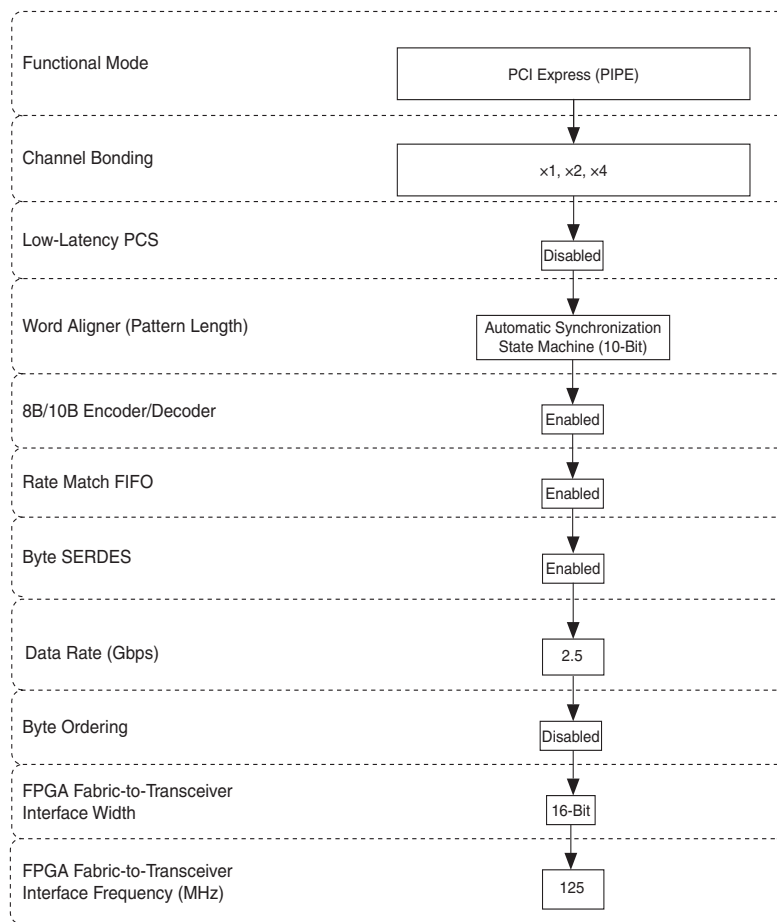 Functional Mode
PCI Express (PIPE)
Channel Bonding
×1, ×2, ×4
Low-Latency PCS
Disabled
Word Aligner (Pattern Length)
Automatic Synchronization
State Machine (10-Bit)
8B/10B Encoder/Decoder
Enabled
Rate Match FIFO
Enabled
Byte SERDES
Enabled
Data Rate (Gbps)
2.5
Byte Ordering
Disabled
FPGA Fabric-to-Transceiver
Interface Width
16-Bit
FPGA Fabric-to-Transceiver
Interface Frequency (MHz)
125